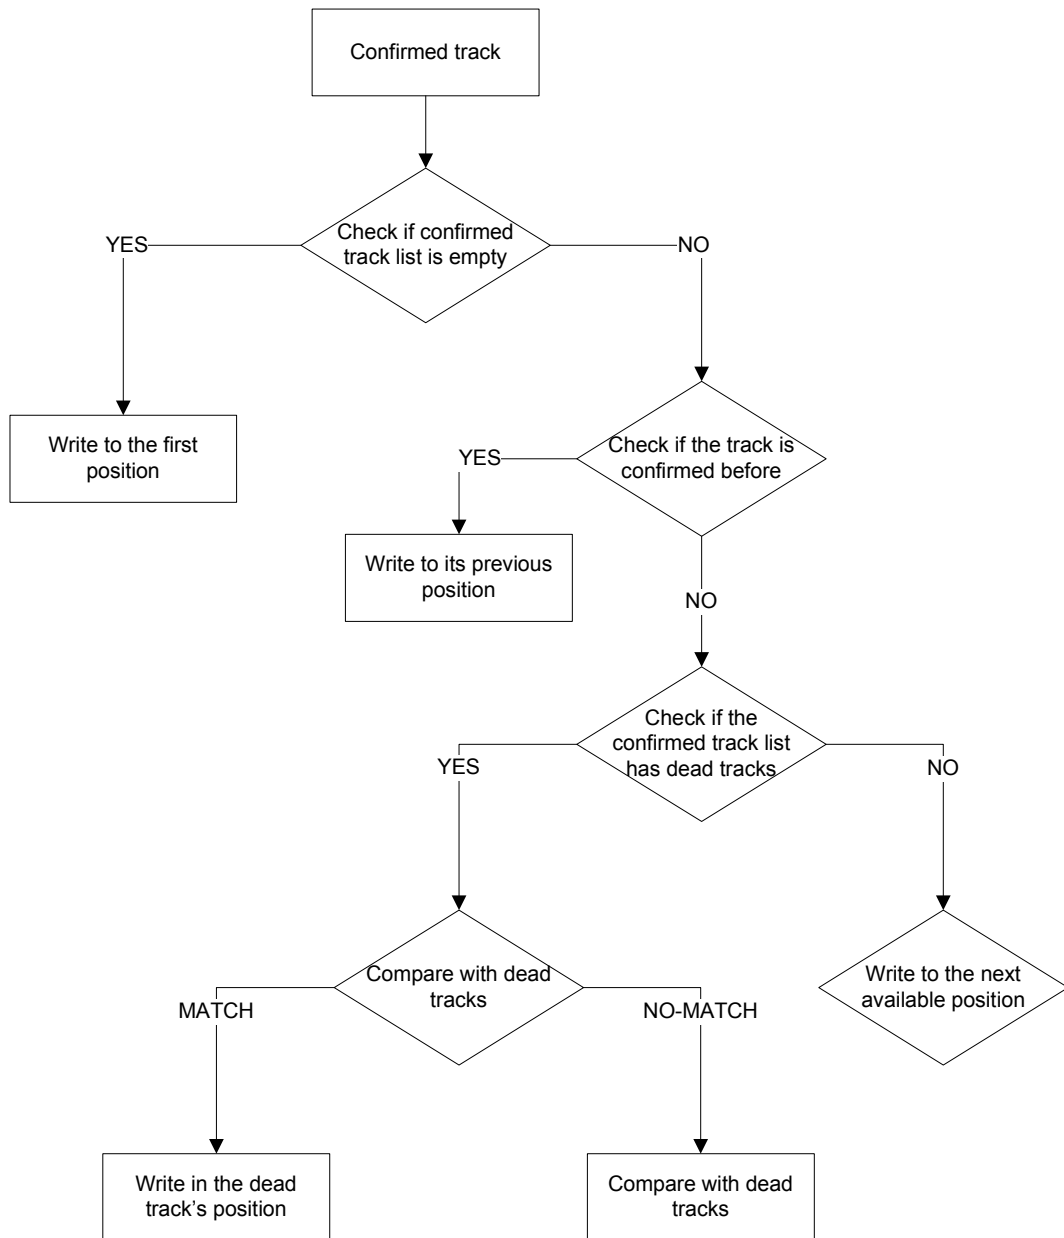 Confirmed track
Check if confirmed
track list is empty
YES
NO
Write to the first
position
Check if the track is
confirmed before
YES
Write to its previous
position
NO
Check if the
confirmed track list
has dead tracks
YES
NO
Compare with dead
tracks
Write to the next
available position
MATCH
NO-MATCH
Write in the dead
track's position
Compare with dead
tracks